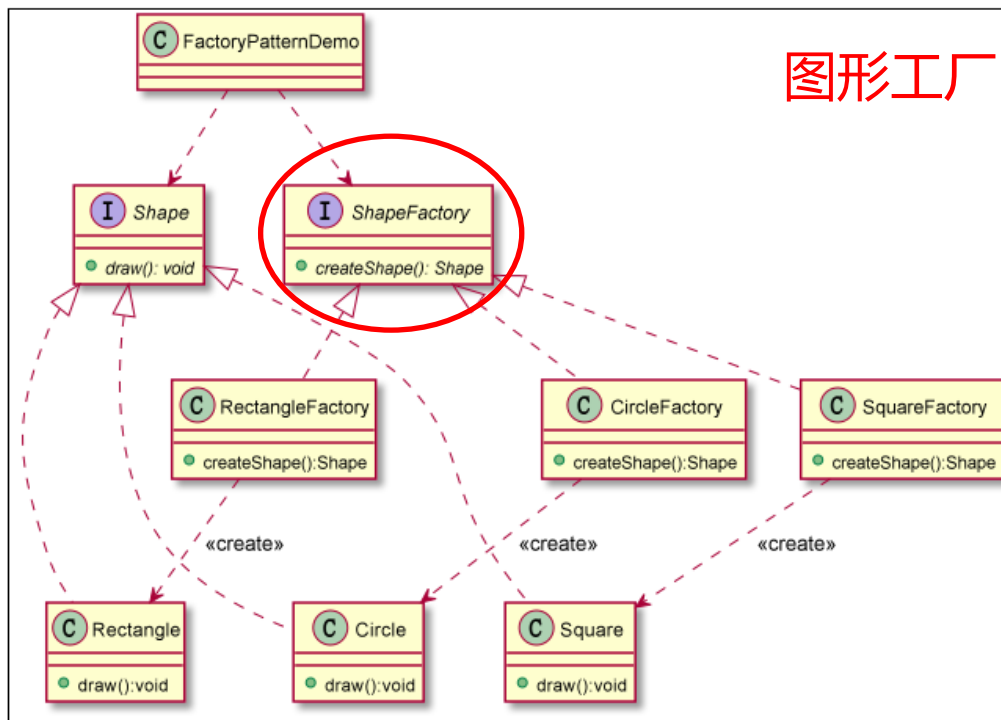 图形工厂
C FactoryPatternDemo
I Shape
draw(): void
I ShapeFactory
createShape(): Shape
C RectangleFactory
createShape():Shape
C CircleFactory
createShape():Shape
C SquareFactory
createShape():Shape
«create»
«create»
«create»
C Rectangle
draw():void
C Circle
draw():void
C Square
draw():void